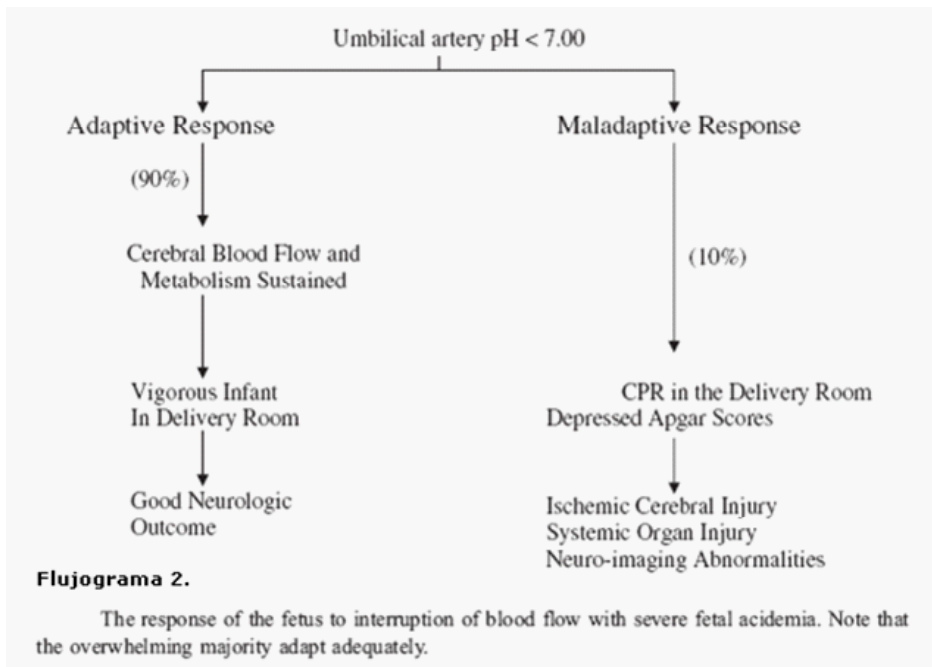 Umbilical artery pH < 7.00
Adaptive Response
Maladaptive Response
(90%)
Cerebral Blood Flow and
Metabolism Sustained
(10%)
Vigorous Infant
In Delivery Room
CPR in the Delivery Room
Depressed Apgar Scores
Good Neurologic
Outcome
Ischemic Cerebral Injury
Systemic Organ Injury
Neuro-imaging Abnormalities
Flujograma 2.
The response of the fetus to interruption of blood flow with severe fetal acidemia. Note that
the overwhelming majority adapt adequately.